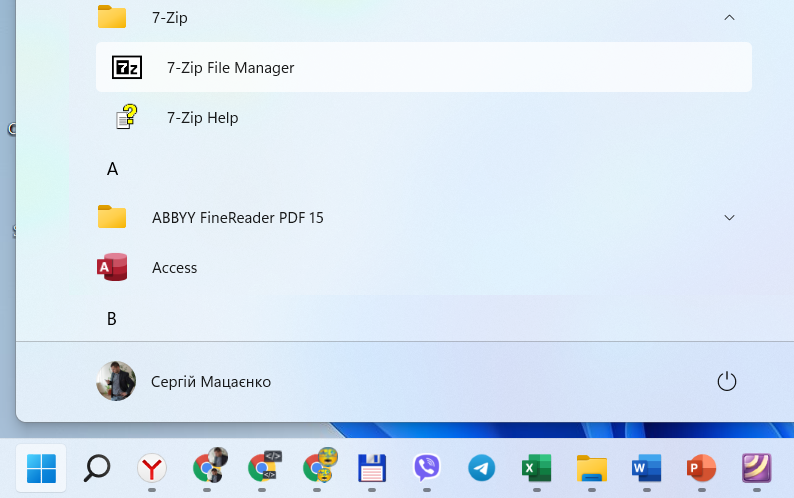 7-Zip
7-Zip File Manager
7-Zip Help
A
ABBYY FineReader PDF 15
Access
B
Сергій Мацаєнко